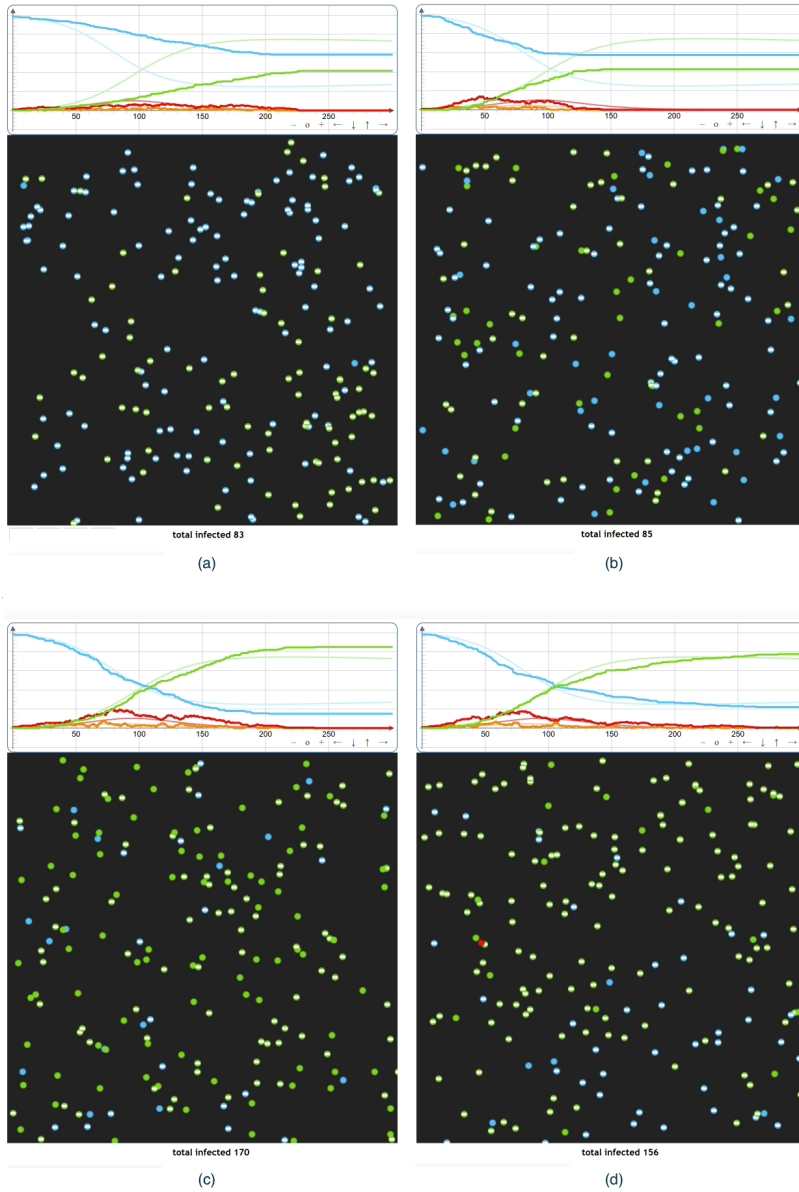 50 100 150 200 250
− o + ← ↓ ↑ →
50 100 150 200 250
− o + ← ↓ ↑ →
total infected 83
total infected 85
(a)
(b)
50 100 150 200 250
− o + ← ↓ ↑ →
50 100 150 200 250
− o + ← ↓ ↑ →
total infected 170
total infected 156
(c)
(d)